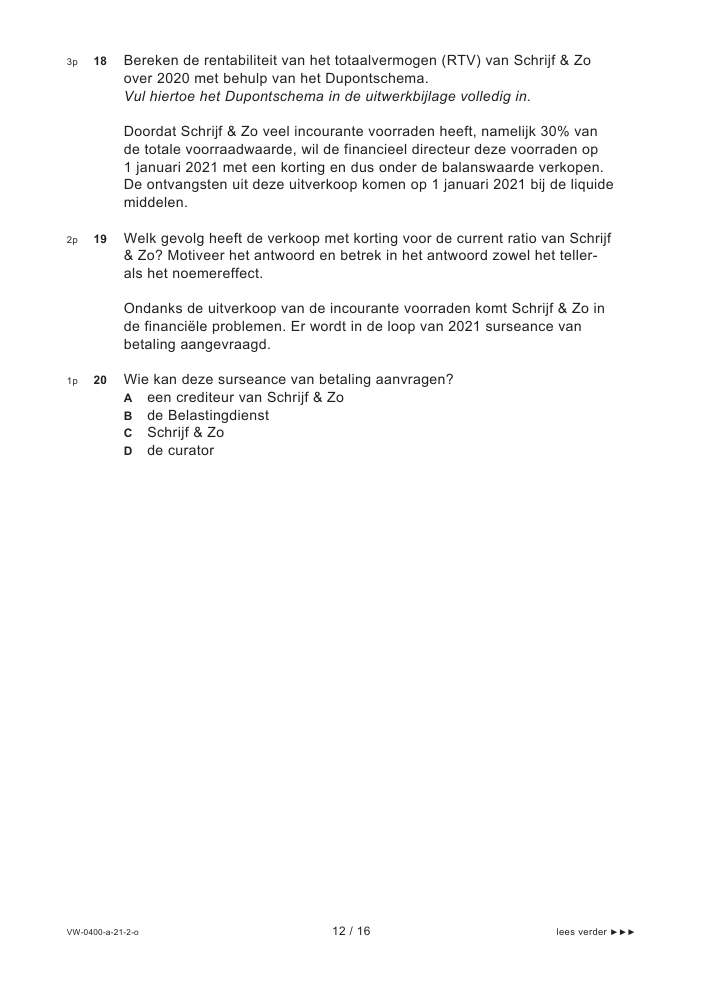 3p 18 Bereken de rentabiliteit van het totaalvermogen (RTV) van Schrijf & Zo
over 2020 met behulp van het Dupontschema.
Vul hiertoe het Dupontschema in de uitwerkbijlage volledig in.
Doordat Schrijf & Zo veel incourante voorraden heeft, namelijk 30% van
de totale voorraadwaarde, wil de financieel directeur deze voorraden op
1 januari 2021 met een korting en dus onder de balanswaarde verkopen.
De ontvangsten uit deze uitverkoop komen op 1 januari 2021 bij de liquide
middelen.
2p 19 Welk gevolg heeft de verkoop met korting voor de current ratio van Schrijf
& Zo? Motiveer het antwoord en betrek in het antwoord zowel het teller-
als het noemereffect.
Ondanks de uitverkoop van de incourante voorraden komt Schrijf & Zo in
de financiële problemen. Er wordt in de loop van 2021 surseance van
betaling aangevraagd.
1p 20 Wie kan deze surseance van betaling aanvragen?
A een crediteur van Schrijf & Zo
B de Belastingdienst
C Schrijf & Zo
D de curator
VW-0400-a-21-2-o 12 / 16 lees verder ►►►